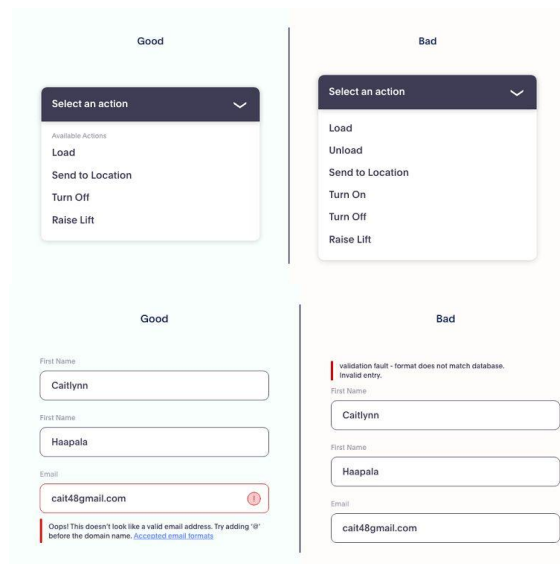 Good
Select an action
Available Actions
Load
Send to Location
Turn Off
Raise Lift
Bad
Select an action
Load
Unload
Send to Location
Turn On
Turn Off
Raise Lift
Good
First Name
Caitlynn
First Name
Haapala
Email
cait48gmail.com
Oops! This doesn't look like a valid email address. Try adding '@'
before the domain name. Accepted email formats
Bad
validation fault - format does not match database.
Invalid entry.
First Name
Caitlynn
First Name
Haapala
Email
cait48gmail.com